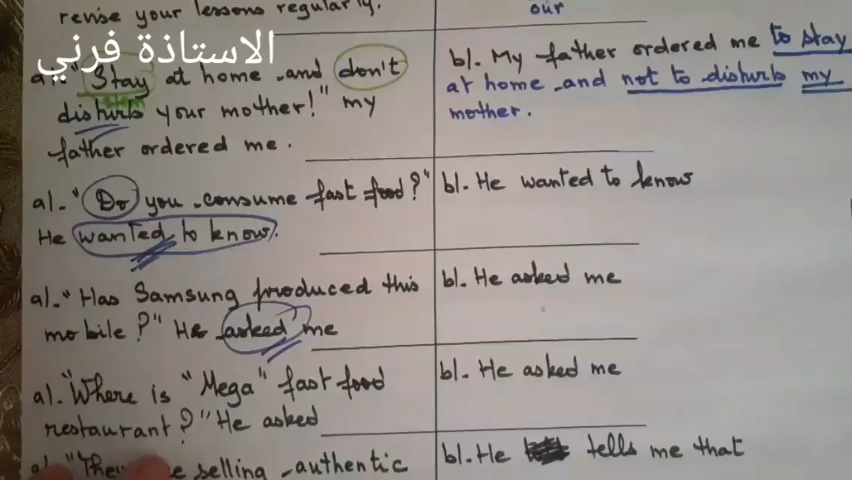 revise your lessons regularly.
our
الاستاذة فرني
a/. "Stay at home and don't
disturb your mother!" my
father ordered me.
b/. My father ordered me to stay
at home and not to disturb my
mother.
a/. "Do you consume fast food?"
He wanted to know.
b/. He wanted to know
a/. "Has Samsung produced this
mobile?" He asked me
b/. He asked me
a/. "Where is "Mega" fast food
restaurant?" He asked
b/. He asked me
selling authentic
b/. He tells me that